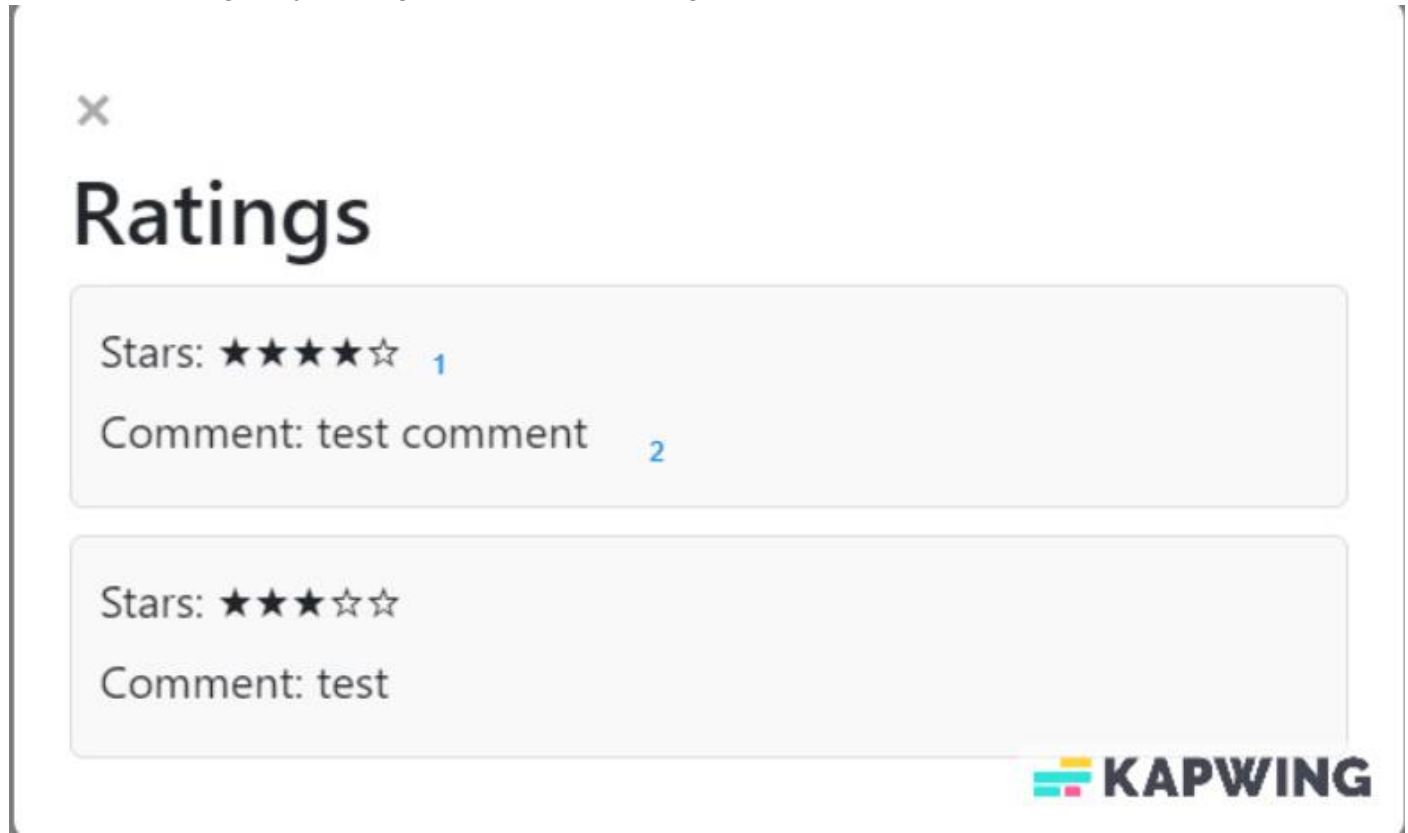 ×
Ratings
Stars: ★★★★☆ 1
Comment: test comment 2
Stars: ★★★☆☆
Comment: test
KAPWING